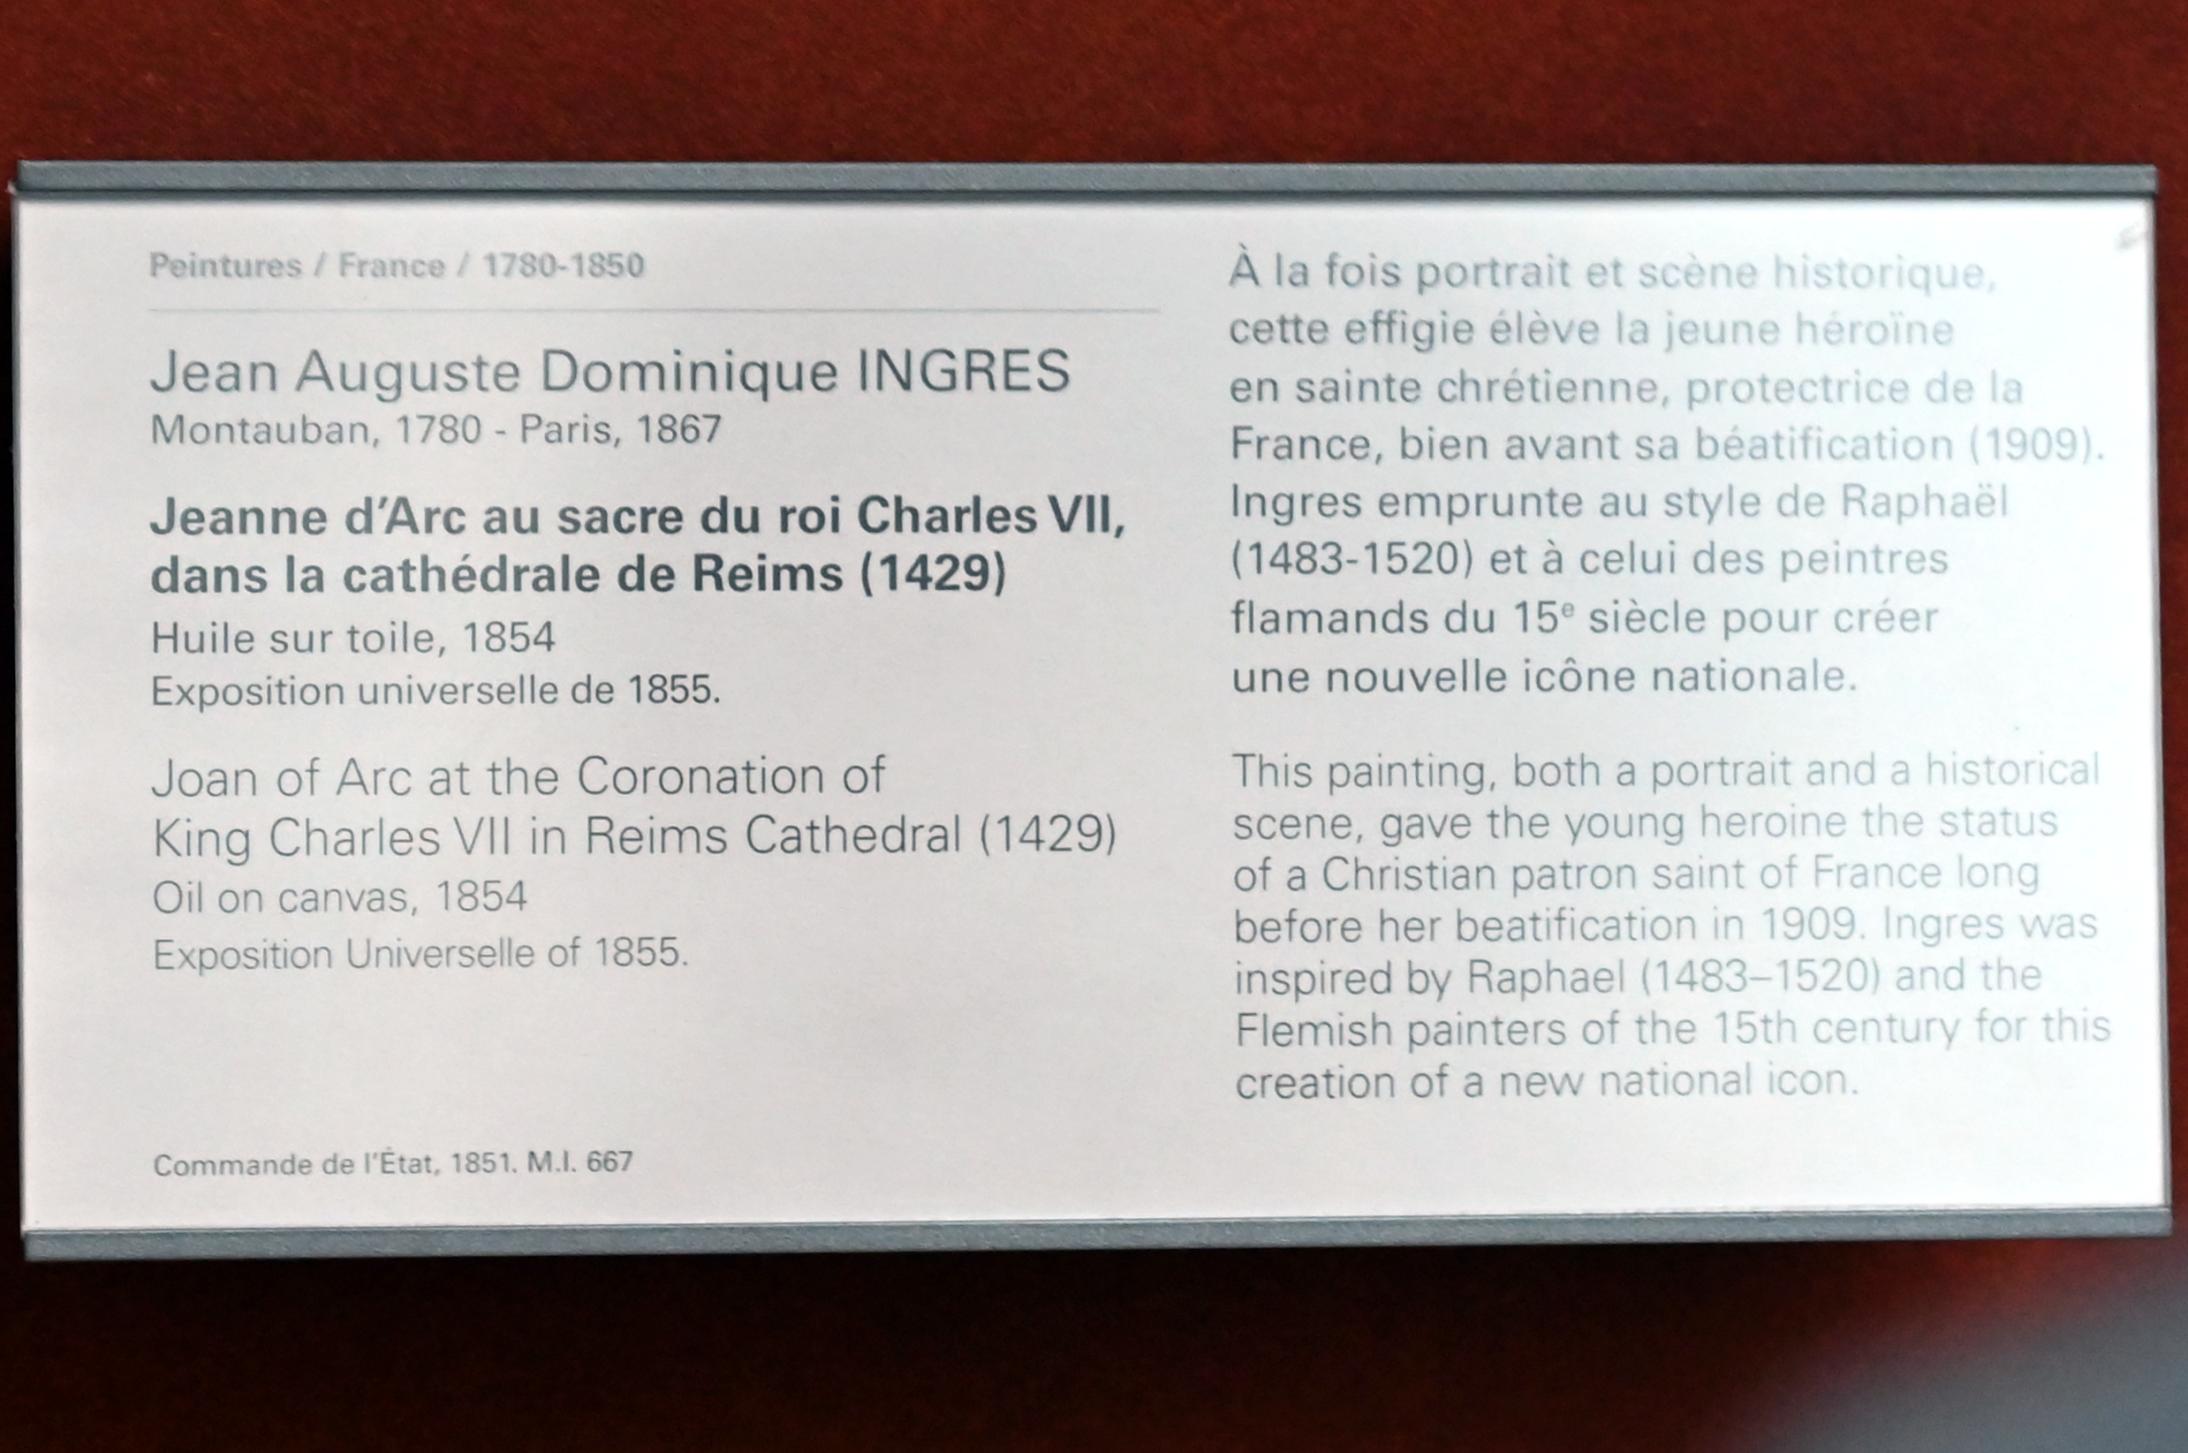 Peintures / France / 1780-1850
Jean Auguste Dominique INGRES
Montauban, 1780 - Paris, 1867
Jeanne d'Arc au sacre du roi Charles VII,
dans la cathédrale de Reims (1429)
Huile sur toile, 1854
Exposition universelle de 1855.
Joan of Arc at the Coronation of
King Charles VII in Reims Cathedral (1429)
Oil on canvas, 1854
Exposition Universelle of 1855.
Commande de l'État, 1851. M.I. 667
À la fois portrait et scène historique,
cette effigie élève la jeune héroïne
en sainte chrétienne, protectrice de la
France, bien avant sa béatification (1909).
Ingres emprunte au style de Raphaël
(1483-1520) et à celui des peintres
flamands du 15e siècle pour créer
une nouvelle icône nationale.
This painting, both a portrait and a historical
scene, gave the young heroine the status
of a Christian patron saint of France long
before her beatification in 1909. Ingres was
inspired by Raphael (1483–1520) and the
Flemish painters of the 15th century for this
creation of a new national icon.